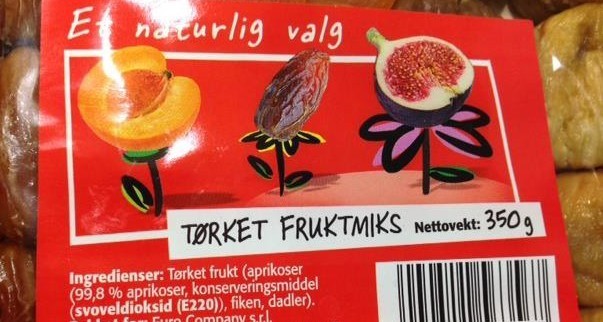 Et naturlig valg
TØRKET FRUKTMIKS Nettovekt: 350g
Ingredienser: Tørket frukt (aprikoser
(99,8 % aprikoser, konserveringsmiddel
svoveldioksid (E220)), fiken, dadler).
Euro Company s.r.l.